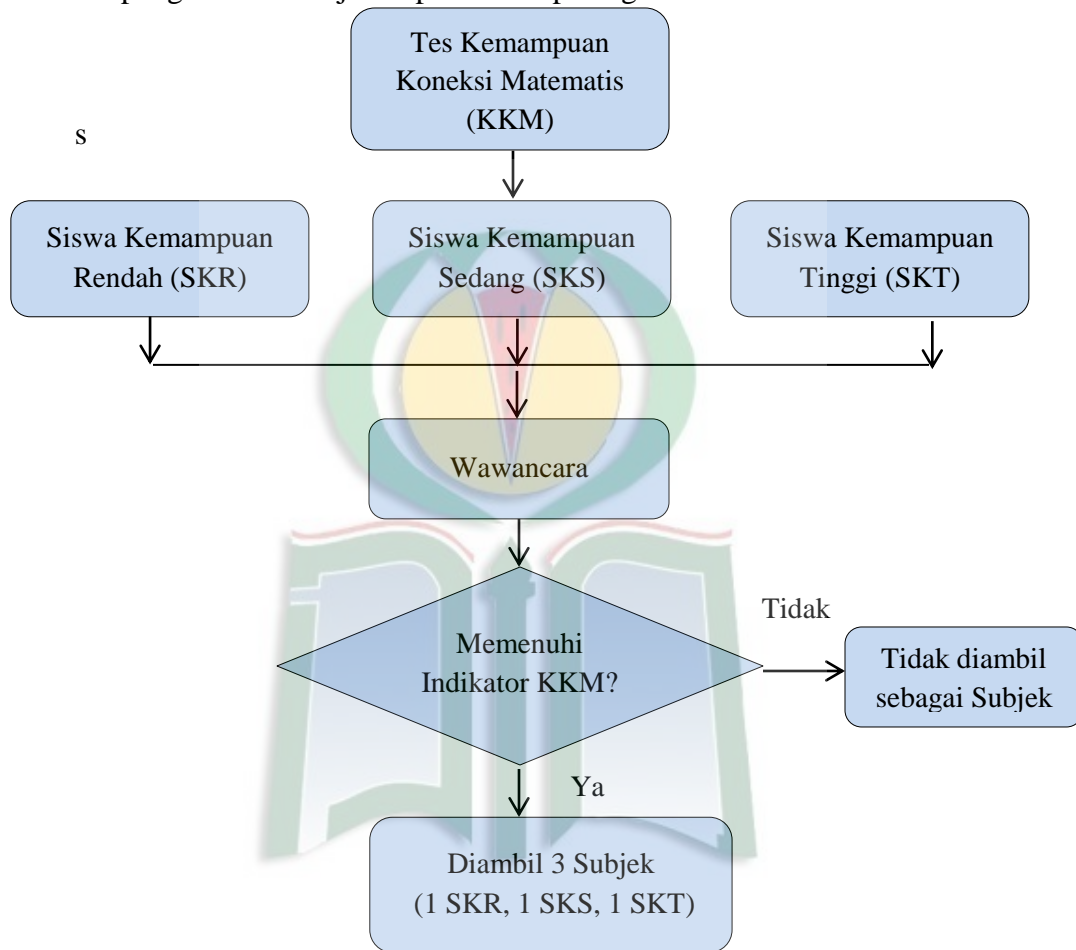 Tes Kemampuan
Koneksi Matematis
(KKM)
s
Siswa Kemampuan
Rendah (SKR)
Siswa Kemampuan
Sedang (SKS)
Siswa Kemampuan
Tinggi (SKT)
Wawancara
Memenuhi
Indikator KKM?
Tidak
Tidak diambil
sebagai Subjek
Ya
Diambil 3 Subjek
(1 SKR, 1 SKS, 1 SKT)